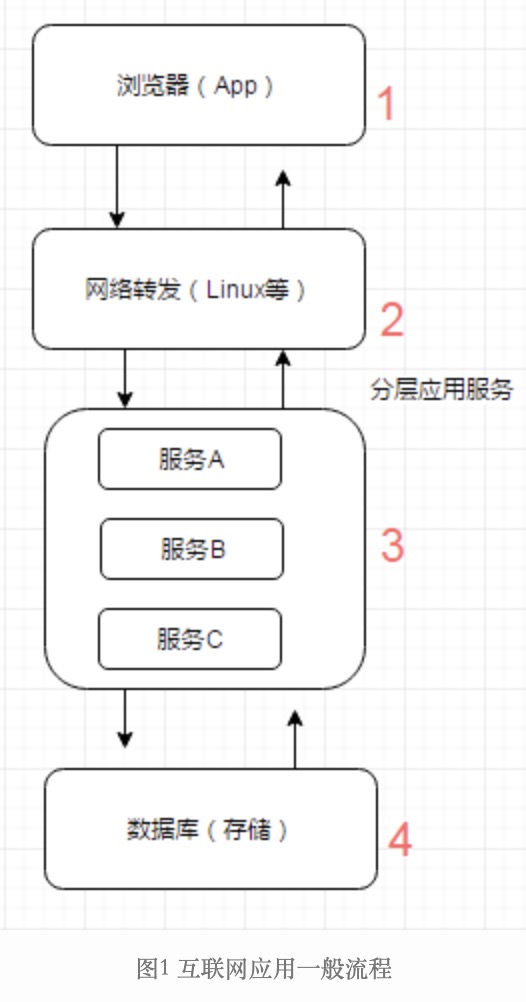 浏览器（App）
1
网络转发（Linux等）
2
分层应用服务
服务A
服务B
3
服务C
数据库（存储）
4
图1 互联网应用一般流程